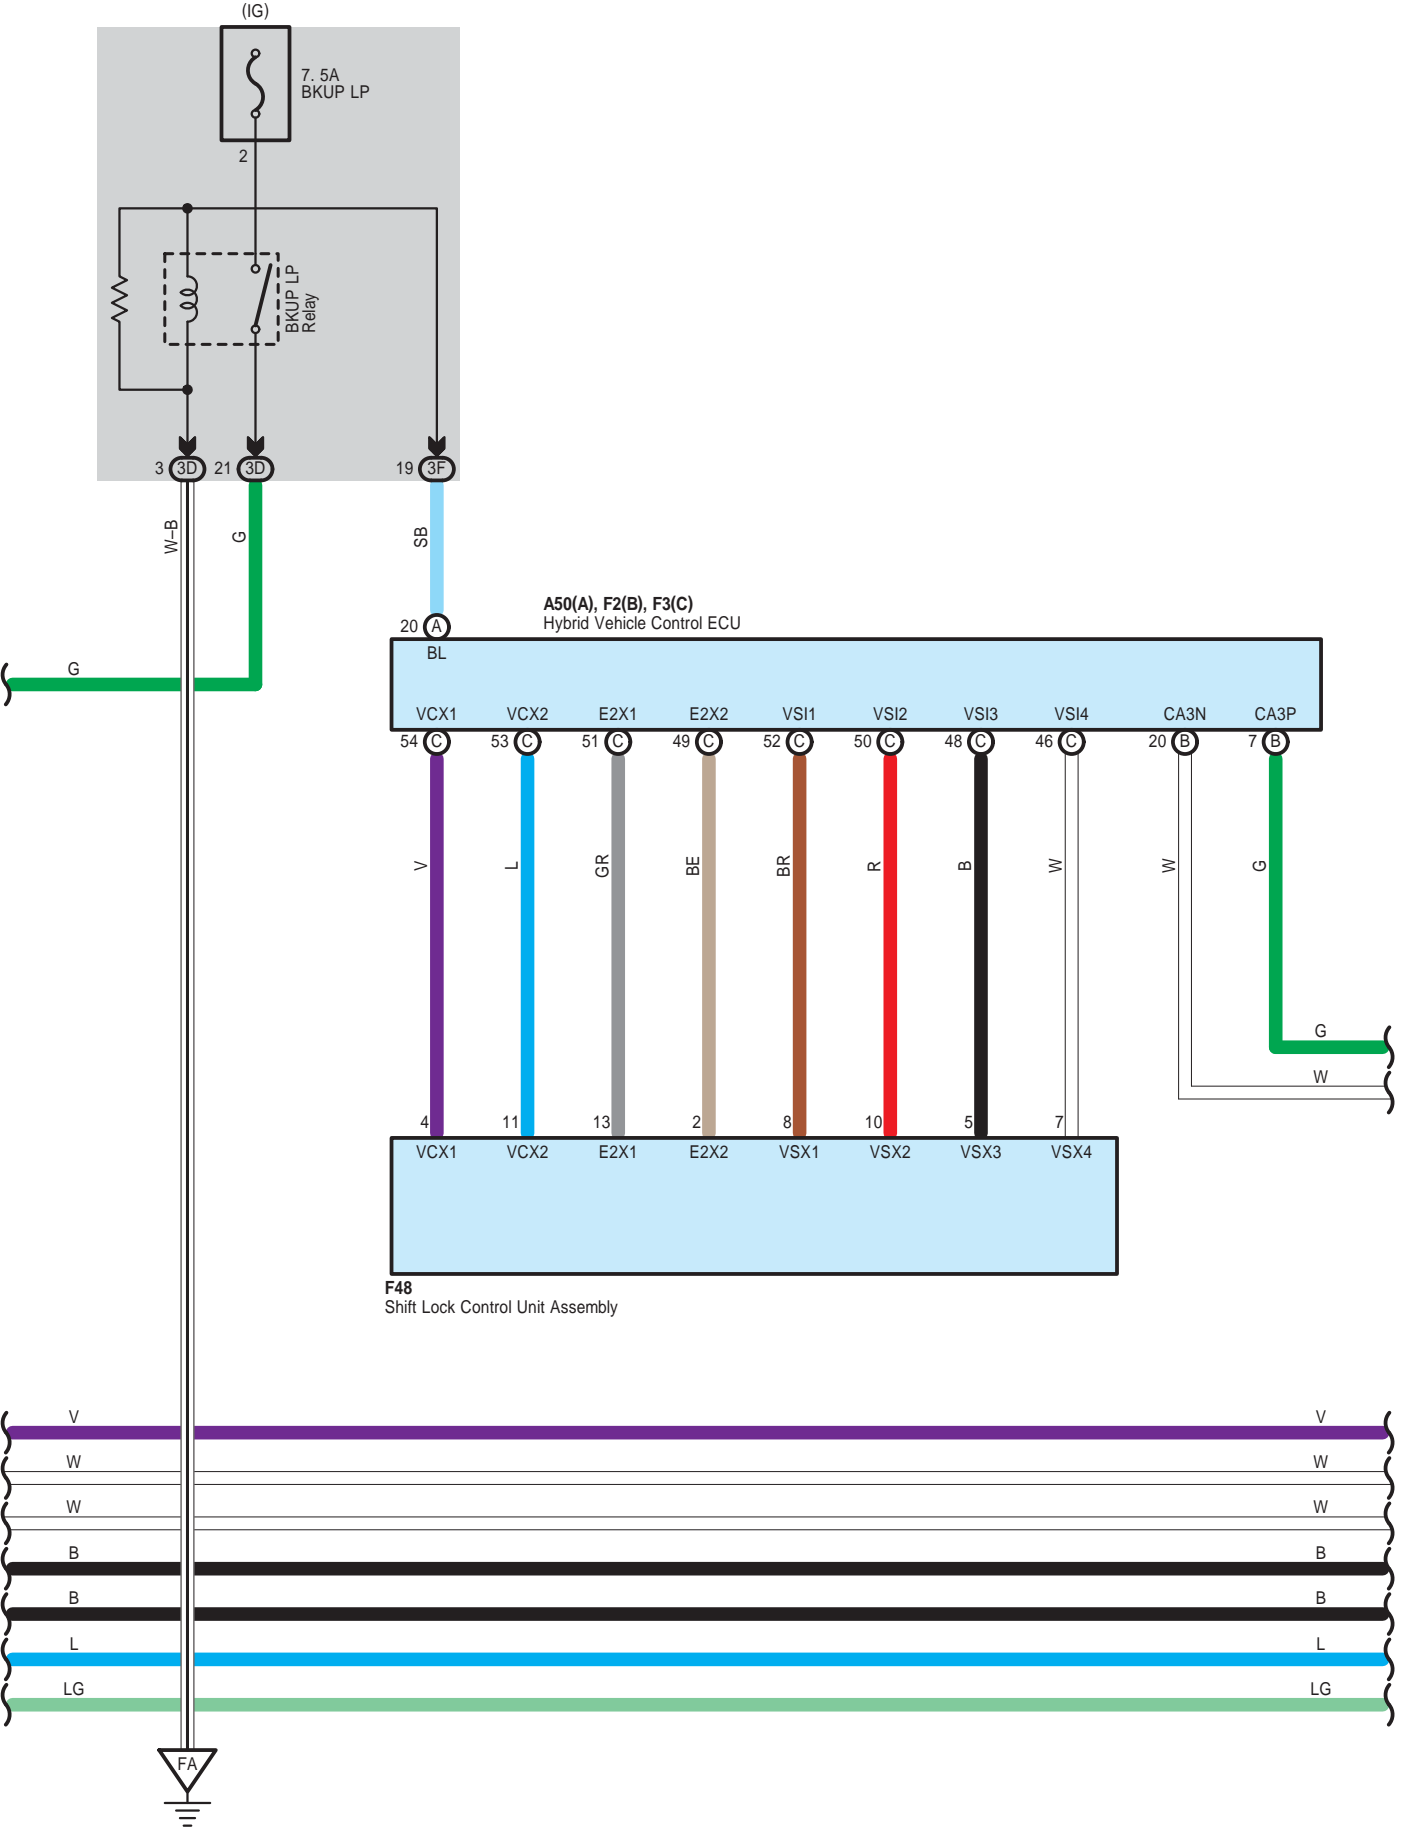 (IG)
7. 5A
BKUP LP
2
BKUP LP
Relay
3 3D 21 3D 19 3F
W–B G SB
A50(A), F2(B), F3(C)
Hybrid Vehicle Control ECU
20 A
BL
G
VCX1 VCX2 E2X1 E2X2 VSI1 VSI2 VSI3 VSI4 CA3N CA3P
54 C 53 C 51 C 49 C 52 C 50 C 48 C 46 C 20 B 7 B
V L GR BE BR R B W W G
G
W
4 11 13 2 8 10 5 7
VCX1 VCX2 E2X1 E2X2 VSX1 VSX2 VSX3 VSX4
F48
Shift Lock Control Unit Assembly
V V
W W
W W
B B
B B
L L
LG LG
FA